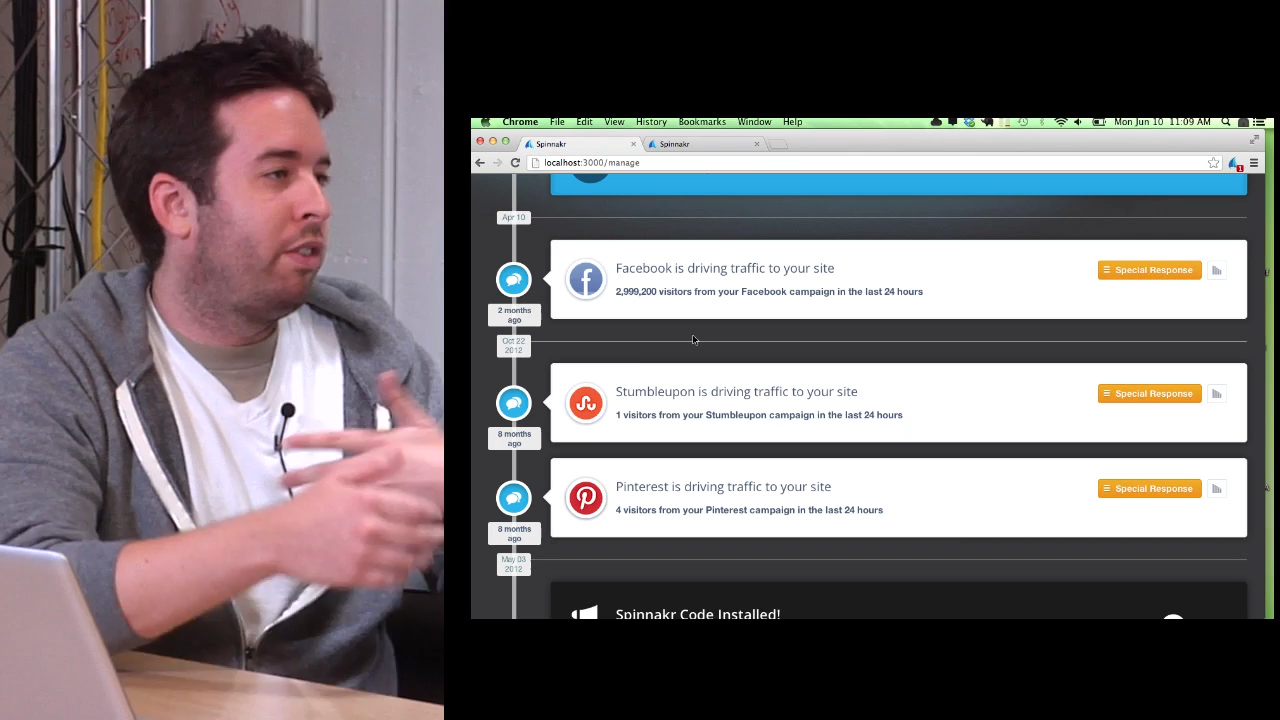 Chrome File Edit View History Bookmarks Window Help Mon Jun 10 11:09 AM
Spinnakr Spinnakr
localhost:3000/manage
1
Apr 10
Facebook is driving traffic to your site
Special Response
2,999,200 visitors from your Facebook campaign in the last 24 hours
2 months
ago
Oct 22
2012
Stumbleupon is driving traffic to your site
Special Response
1 visitors from your Stumbleupon campaign in the last 24 hours
8 months
ago
Pinterest is driving traffic to your site
Special Response
4 visitors from your Pinterest campaign in the last 24 hours
8 months
ago
May 03
2012
Spinnakr Code Installed!